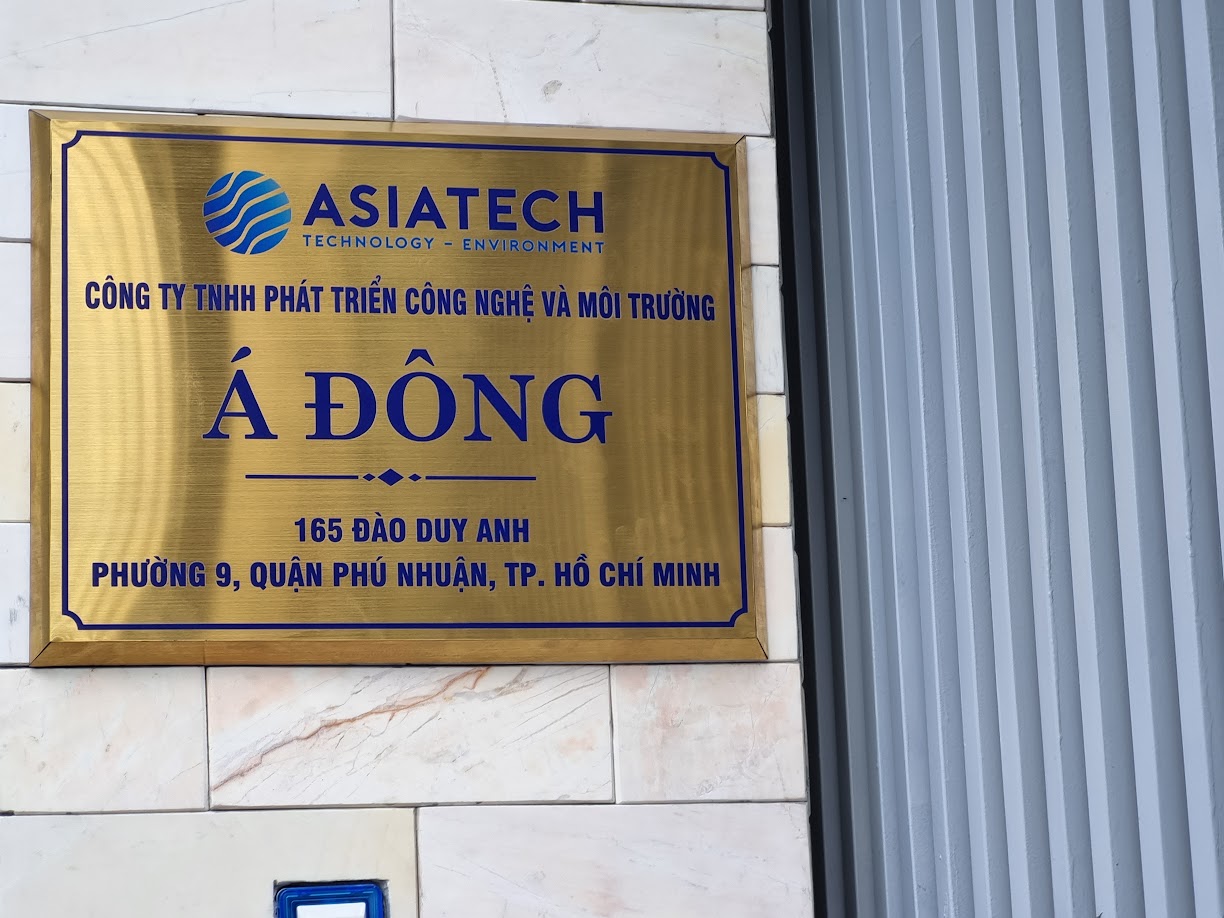 ASIATECH
TECHNOLOGY – ENVIRONMENT
CÔNG TY TNHH PHÁT TRIỂN CÔNG NGHỆ VÀ MÔI TRƯỜNG
Á ĐÔNG
165 ĐÀO DUY ANH
PHƯỜNG 9, QUẬN PHÚ NHUẬN, TP. HỒ CHÍ MINH